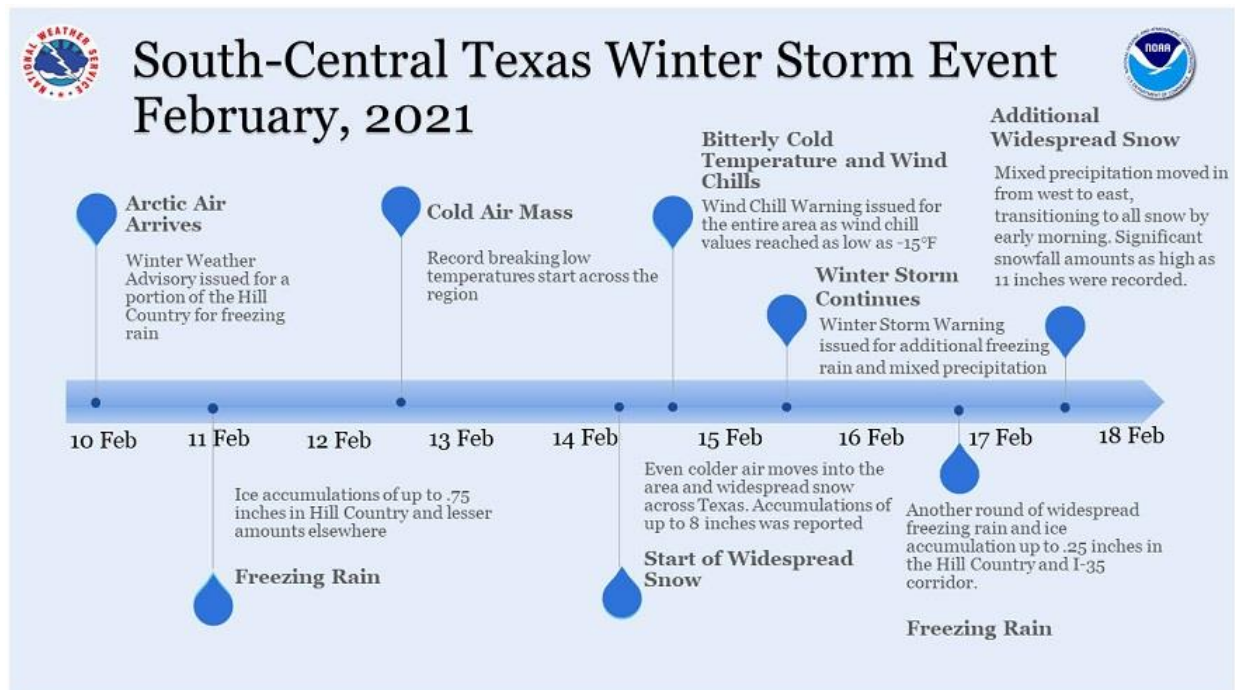 NATIONAL WEATHER SERVICE
NOAA
South-Central Texas Winter Storm Event
February, 2021
Arctic Air
Arrives
Winter Weather
Advisory issued for a
portion of the Hill
Country for freezing
rain
Cold Air Mass
Record breaking low
temperatures start across the
region
Bitterly Cold
Temperature and Wind
Chills
Wind Chill Warning issued for
the entire area as wind chill
values reached as low as -15°F
Winter Storm
Continues
Winter Storm Warning
issued for additional freezing
rain and mixed precipitation
Additional
Widespread Snow
Mixed precipitation moved in
from west to east,
transitioning to all snow by
early morning. Significant
snowfall amounts as high as
11 inches were recorded.
10 Feb
11 Feb
12 Feb
13 Feb
14 Feb
15 Feb
16 Feb
17 Feb
18 Feb
Ice accumulations of up to .75
inches in Hill Country and lesser
amounts elsewhere
Freezing Rain
Even colder air moves into the
area and widespread snow
across Texas. Accumulations of
up to 8 inches was reported
Start of Widespread
Snow
Another round of widespread
freezing rain and ice
accumulation up to .25 inches in
the Hill Country and I-35
corridor.
Freezing Rain